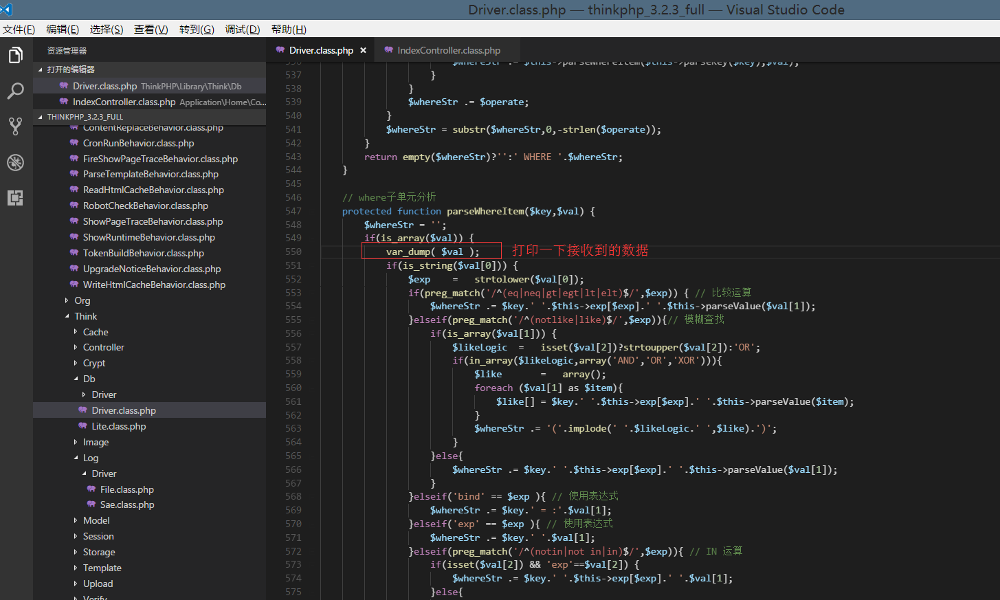 Driver.class.php — thinkphp_3.2.3_full — Visual Studio Code
文件(F) 编辑(E) 选择(S) 查看(V) 转到(G) 调试(D) 帮助(H)
资源管理器
打开的编辑器
Driver.class.php ThinkPHP\Library\Think\Db
IndexController.class.php Application\Home\Co...
THINKPHP_3.2.3_FULL
ContentReplaceBehavior.class.php
CronRunBehavior.class.php
FireShowPageTraceBehavior.class.php
ParseTemplateBehavior.class.php
ReadHtmlCacheBehavior.class.php
RobotCheckBehavior.class.php
ShowPageTraceBehavior.class.php
ShowRuntimeBehavior.class.php
TokenBuildBehavior.class.php
UpgradeNoticeBehavior.class.php
WriteHtmlCacheBehavior.class.php
Org
Think
Cache
Controller
Crypt
Db
Driver
Driver.class.php
Lite.class.php
Image
Log
Driver
File.class.php
Sae.class.php
Model
Session
Storage
Template
Upload
Verify
Driver.class.php × IndexController.class.php
536 $whereStr .= $this->parseWhereItem($this->parseKey($key),$val);
537 }
538 }
539 $whereStr .= $operate;
540 }
541 $whereStr = substr($whereStr,0,-strlen($operate));
542 }
543 return empty($whereStr)?'':' WHERE '.$whereStr;
544 }
545
546 // where子单元分析
547 protected function parseWhereItem($key,$val) {
548 $whereStr = '';
549 if(is_array($val)) {
550 var_dump( $val ); 打印一下接收到的数据
551 if(is_string($val[0])) {
552 $exp = strtolower($val[0]);
553 if(preg_match('/^(eq|neq|gt|egt|lt|elt)$/',$exp)) { // 比较运算
554 $whereStr .= $key.' '.$this->exp[$exp].' '.$this->parseValue($val[1]);
555 }elseif(preg_match('/^(notlike|like)$/',$exp)){// 模糊查找
556 if(is_array($val[1])) {
557 $likeLogic = isset($val[2])?strtoupper($val[2]):'OR';
558 if(in_array($likeLogic,array('AND','OR','XOR'))){
559 $like = array();
560 foreach ($val[1] as $item){
561 $like[] = $key.' '.$this->exp[$exp].' '.$this->parseValue($item);
562 }
563 $whereStr .= '('.implode(' '.$likeLogic.' ',$like).')';
564 }
565 }else{
566 $whereStr .= $key.' '.$this->exp[$exp].' '.$this->parseValue($val[1]);
567 }
568 }elseif('bind' == $exp ){ // 使用表达式
569 $whereStr .= $key.' = :'.$val[1];
570 }elseif('exp' == $exp ){ // 使用表达式
571 $whereStr .= $key.' '.$val[1];
572 }elseif(preg_match('/^(notin|not in|in)$/',$exp)){ // IN 运算
573 if(isset($val[2]) && 'exp'==$val[2]) {
574 $whereStr .= $key.' '.$this->exp[$exp].' '.$val[1];
575 }else{